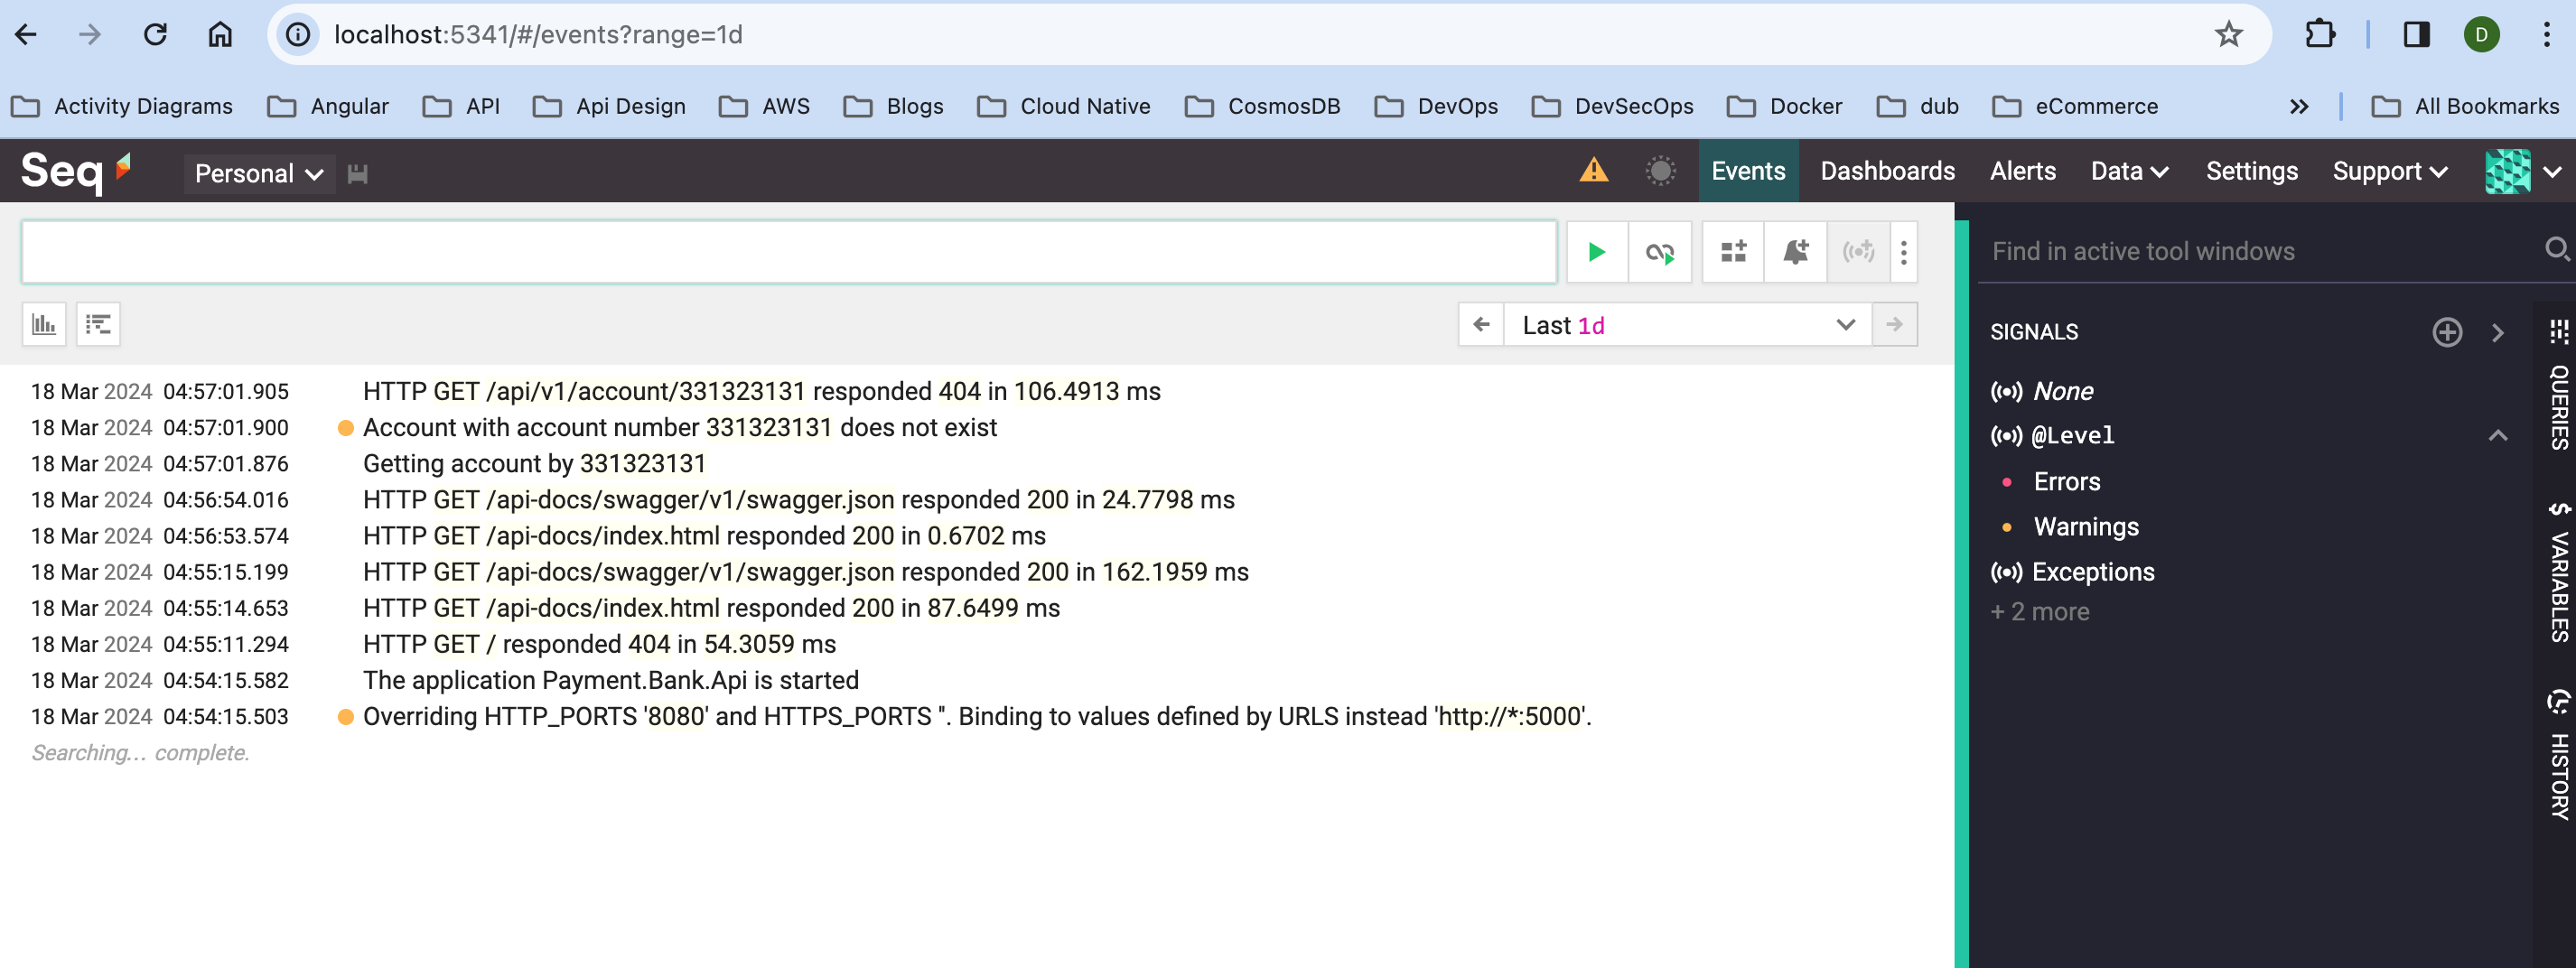 localhost:5341/#/events?range=1d
Activity Diagrams Angular API Api Design AWS Blogs Cloud Native CosmosDB DevOps DevSecOps Docker dub eCommerce » All Bookmarks
D
Seq Personal Events Dashboards Alerts Data Settings Support
Find in active tool windows
Last 1d
SIGNALS
None
@Level
Errors
Warnings
Exceptions
+ 2 more
QUERIES
$ VARIABLES
HISTORY
18 Mar 2024 04:57:01.905 HTTP GET /api/v1/account/331323131 responded 404 in 106.4913 ms
18 Mar 2024 04:57:01.900 Account with account number 331323131 does not exist
18 Mar 2024 04:57:01.876 Getting account by 331323131
18 Mar 2024 04:56:54.016 HTTP GET /api-docs/swagger/v1/swagger.json responded 200 in 24.7798 ms
18 Mar 2024 04:56:53.574 HTTP GET /api-docs/index.html responded 200 in 0.6702 ms
18 Mar 2024 04:55:15.199 HTTP GET /api-docs/swagger/v1/swagger.json responded 200 in 162.1959 ms
18 Mar 2024 04:55:14.653 HTTP GET /api-docs/index.html responded 200 in 87.6499 ms
18 Mar 2024 04:55:11.294 HTTP GET / responded 404 in 54.3059 ms
18 Mar 2024 04:54:15.582 The application Payment.Bank.Api is started
18 Mar 2024 04:54:15.503 Overriding HTTP_PORTS '8080' and HTTPS_PORTS ''. Binding to values defined by URLS instead 'http://*:5000'.
Searching... complete.